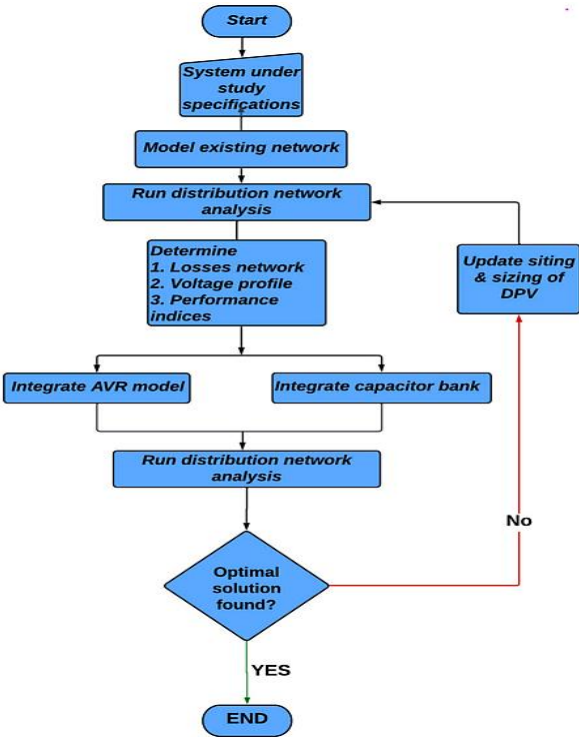 Start
System under
study
specifications
Model existing network
Run distribution network
analysis
Determine
1. Losses network
2. Voltage profile
3. Performance
indices
Update siting
& sizing of
DPV
Integrate AVR model
Integrate capacitor bank
Run distribution network
analysis
No
Optimal
solution
found?
YES
END